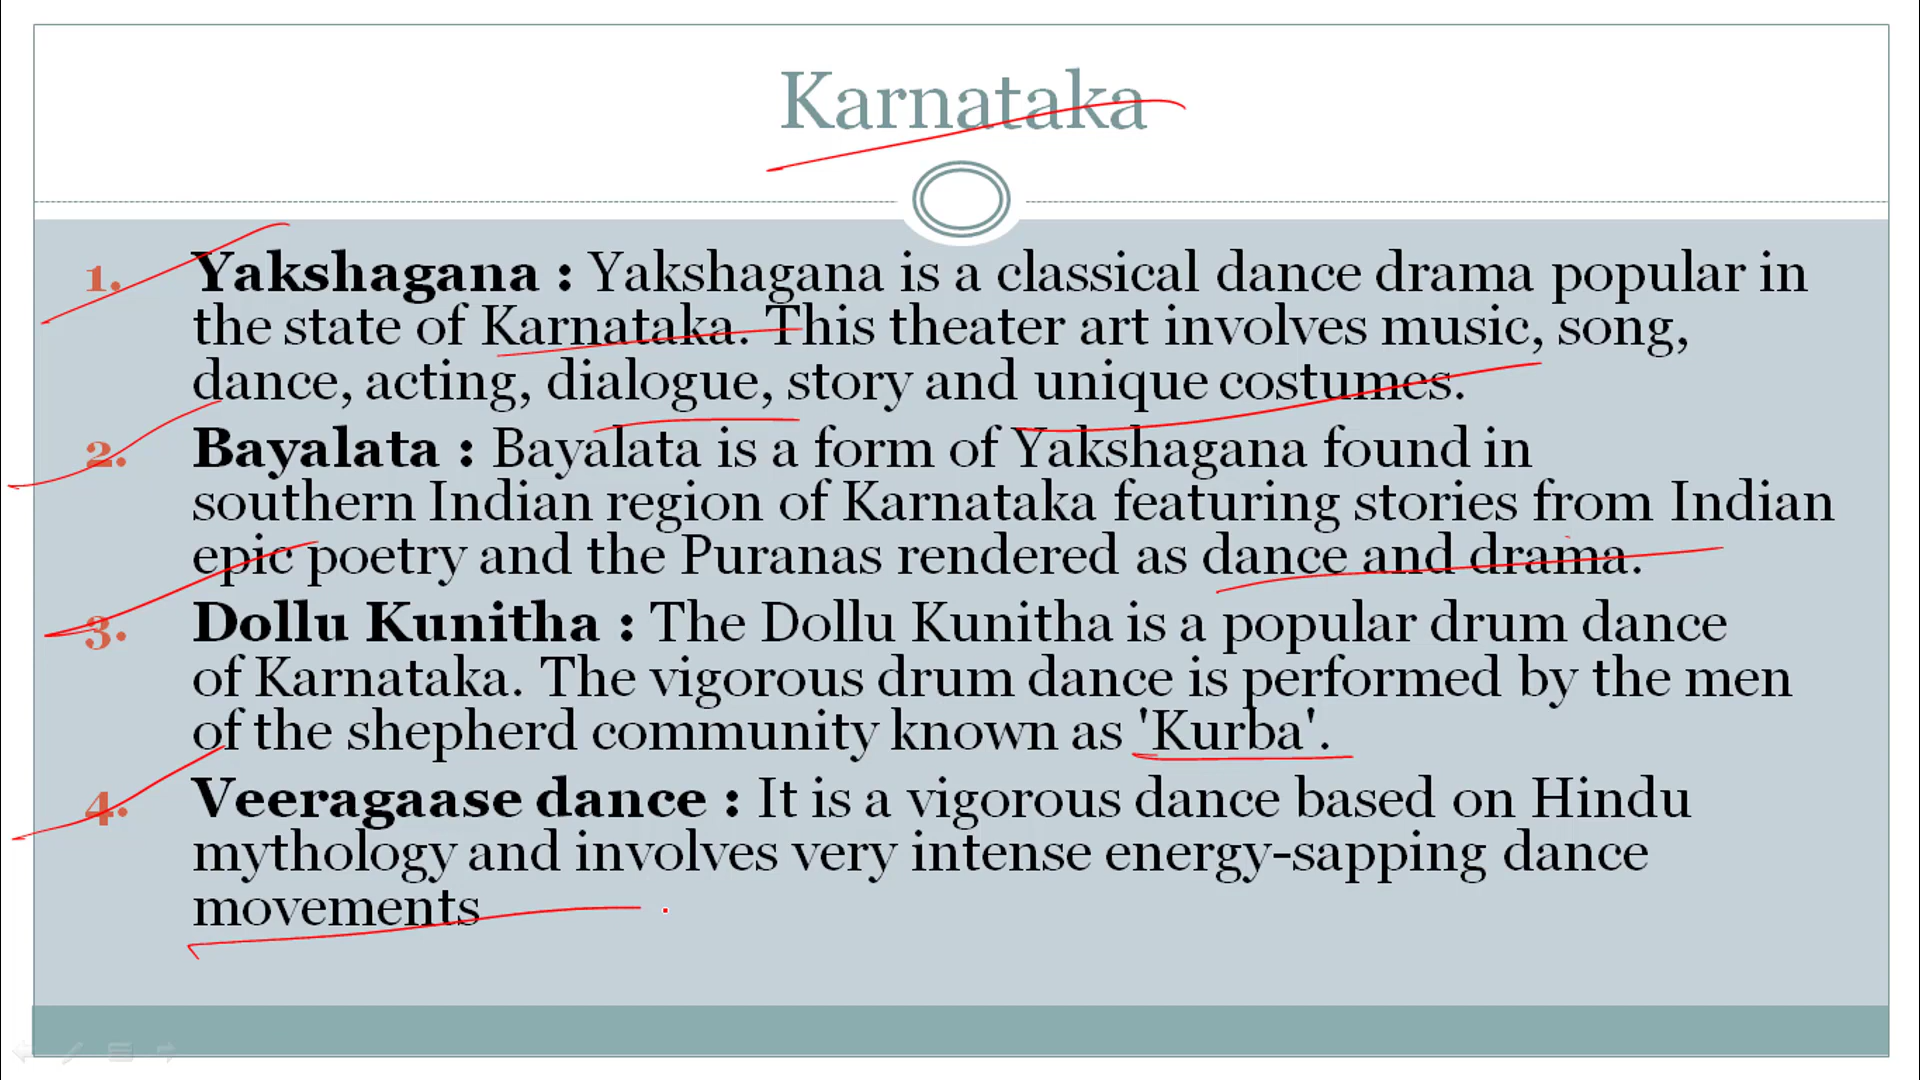 Karnataka
1. Yakshagana : Yakshagana is a classical dance drama popular in
the state of Karnataka. This theater art involves music, song,
dance, acting, dialogue, story and unique costumes.
2. Bayalata : Bayalata is a form of Yakshagana found in
southern Indian region of Karnataka featuring stories from Indian
epic poetry and the Puranas rendered as dance and drama.
3. Dollu Kunitha : The Dollu Kunitha is a popular drum dance
of Karnataka. The vigorous drum dance is performed by the men
of the shepherd community known as 'Kurba'.
4. Veeragaase dance : It is a vigorous dance based on Hindu
mythology and involves very intense energy-sapping dance
movements